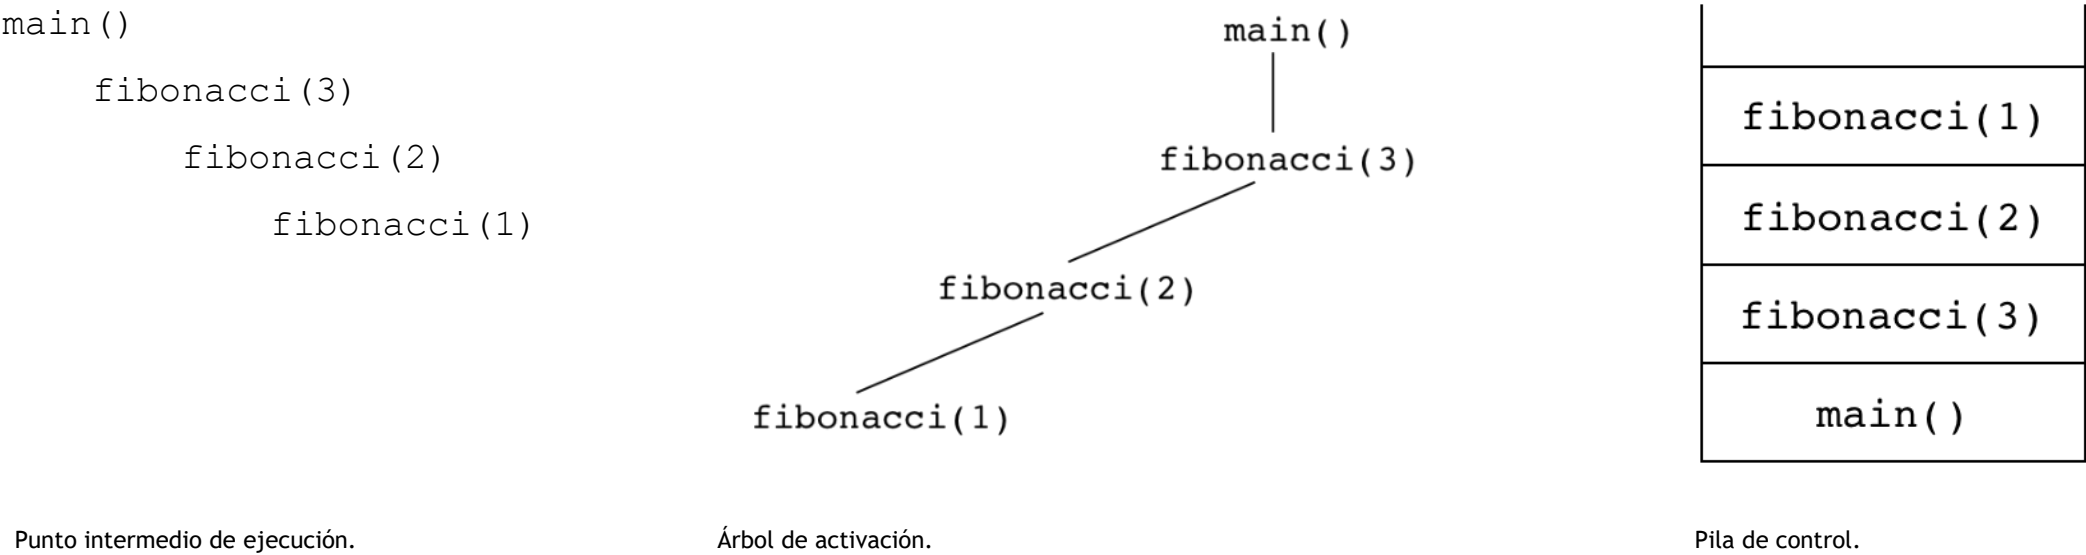 main()
fibonacci(3)
fibonacci(2)
fibonacci(1)
Punto intermedio de ejecución.
main()
fibonacci(3)
fibonacci(2)
fibonacci(1)
Árbol de activación.
fibonacci(1)
fibonacci(2)
fibonacci(3)
main()
Pila de control.